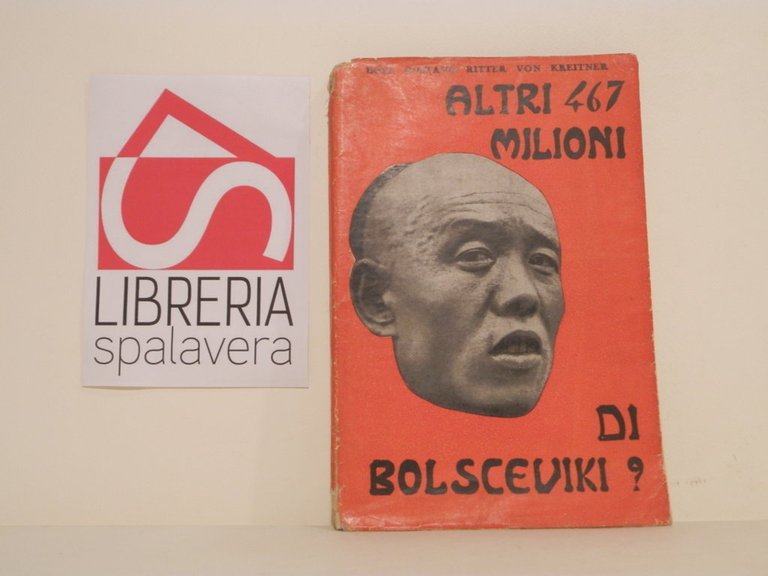 LIBRERIA
spalavera
RITTER VON KREITNER
ALTRI 467
MILIONI
DI
BOLSCEVIKI ?